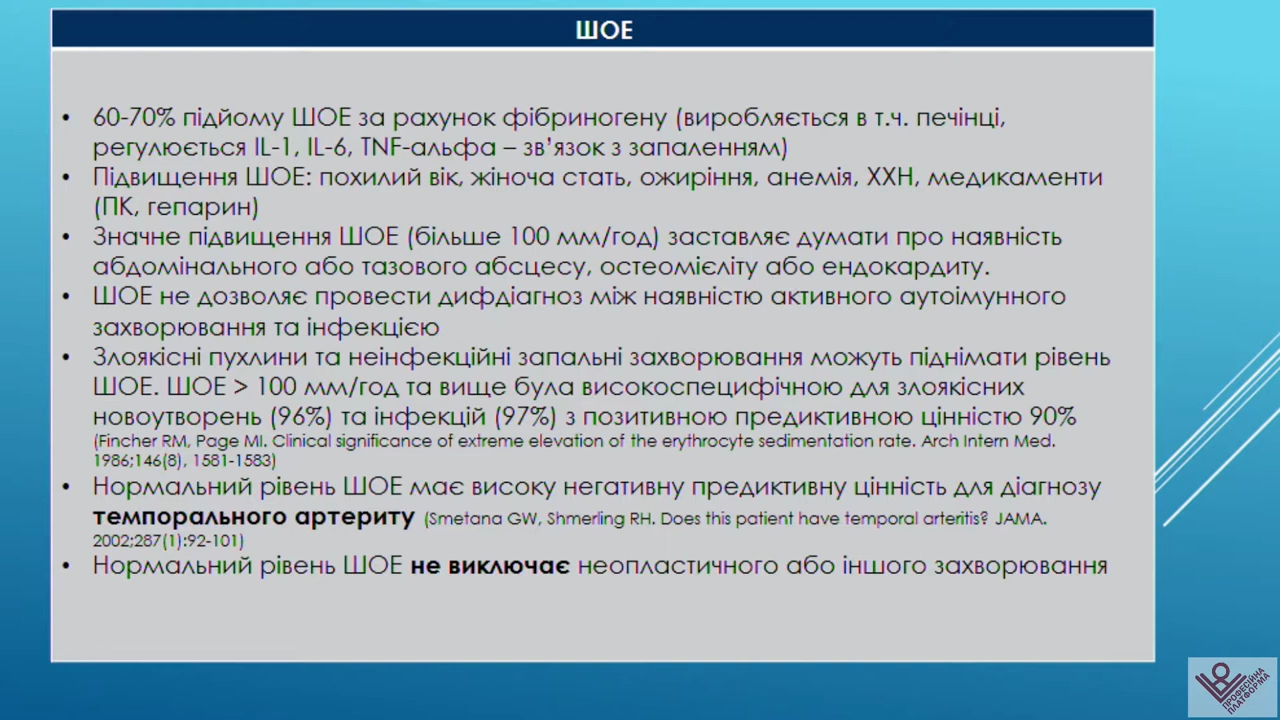 ШОЕ
• 60-70% підйому ШОЕ за рахунок фібриногену (виробляється в т.ч. печінці,
регулюється IL-1, IL-6, TNF-альфа – зв’язок з запаленням)
• Підвищення ШОЕ: похилий вік, жіноча стать, ожиріння, анемія, ХХН, медикаменти
(ПК, гепарин)
• Значне підвищення ШОЕ (більше 100 мм/год) заставляє думати про наявність
абдомінального або тазового абсцесу, остеомієліту або ендокардиту.
• ШОЕ не дозволяє провести дифдіагноз між наявністю активного аутоімунного
захворювання та інфекцією
• Злоякісні пухлини та неінфекційні запальні захворювання можуть піднімати рівень
ШОЕ. ШОЕ > 100 мм/год та вище була високоспецифічною для злоякісних
новоутворень (96%) та інфекцій (97%) з позитивною предиктивною цінністю 90%
(Fincher RM, Page MI. Clinical significance of extreme elevation of the erythrocyte sedimentation rate. Arch Intern Med.
1986;146(8), 1581-1583)
• Нормальний рівень ШОЕ має високу негативну предиктивну цінність для діагнозу
темпорального артериту (Smetana GW, Shmerling RH. Does this patient have temporal arteritis? JAMA.
2002;287(1):92-101)
• Нормальний рівень ШОЕ не виключає неопластичного або іншого захворювання
ПРОФЕСІЙНА
ПЛАТФОРМА